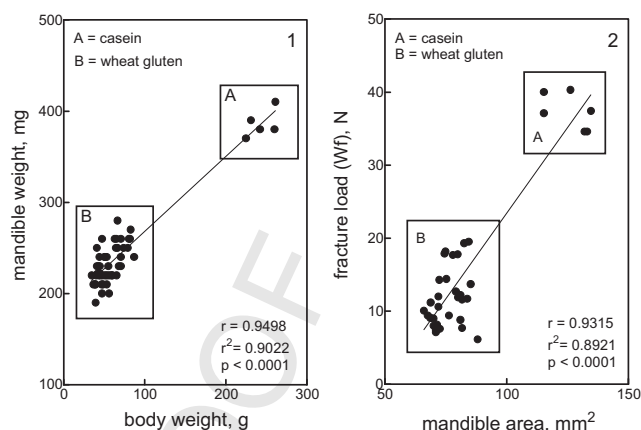 A = casein
B = wheat gluten
1
A
B
r = 0.9498
r² = 0.9022
p < 0.0001
500
400
300
200
100
0
100
200
300
mandible weight, mg
body weight, g
A = casein
B = wheat gluten
2
A
B
r = 0.9315
r² = 0.8921
p < 0.0001
50
40
30
20
10
0
50
100
150
fracture load (Wf), N
mandible area, mm²
OOF